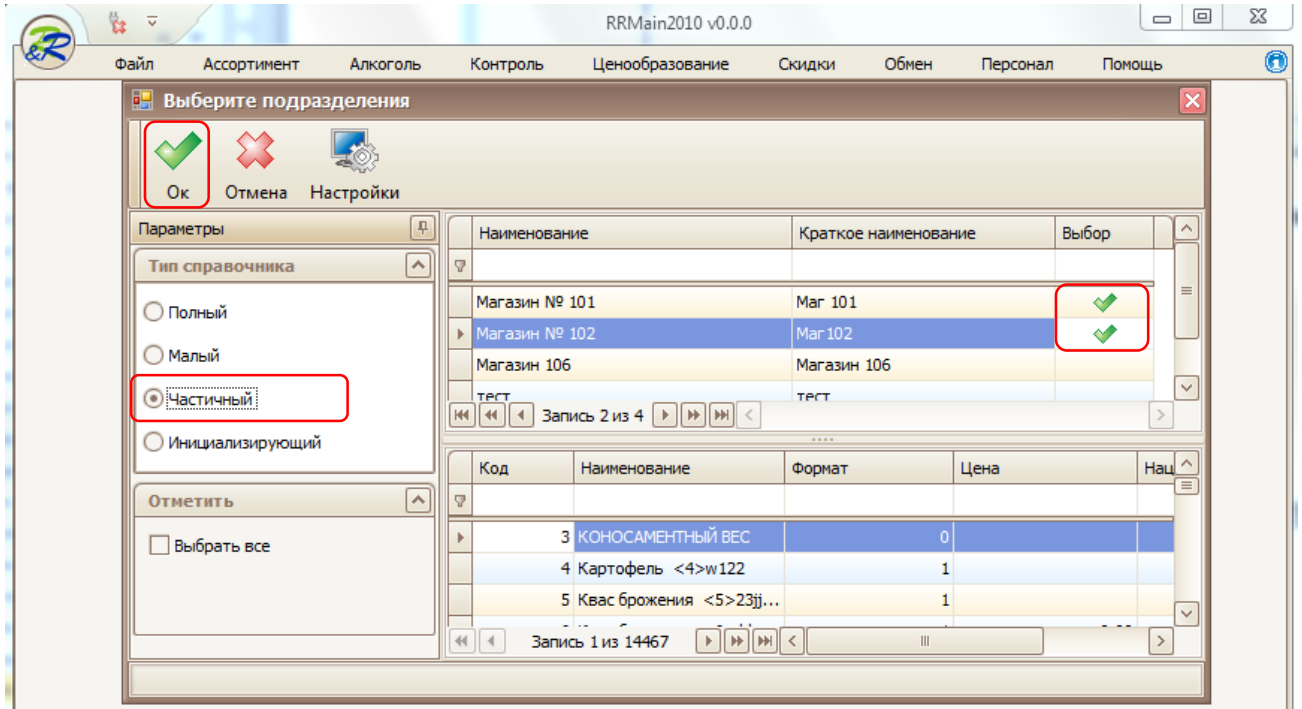 RRMain2010 v0.0.0
R&R
Файл Ассортимент Алкоголь Контроль Ценообразование Скидки Обмен Персонал Помощь
Выберите подразделения
Ок Отмена Настройки
Параметры
Тип справочника
Полный
Малый
Частичный
Инициализирующий
Отметить
Выбрать все
Наименование Краткое наименование Выбор
Магазин № 101 Маг 101
Магазин № 102 Маг102
Магазин 106 Магазин 106
тест тест
Запись 2 из 4
Код Наименование Формат Цена Нац
3 КОНОСАМЕНТНЫЙ ВЕС 0
4 Картофель <4>w122 1
5 Квас брожения <5>23jj... 1
Запись 1 из 14467